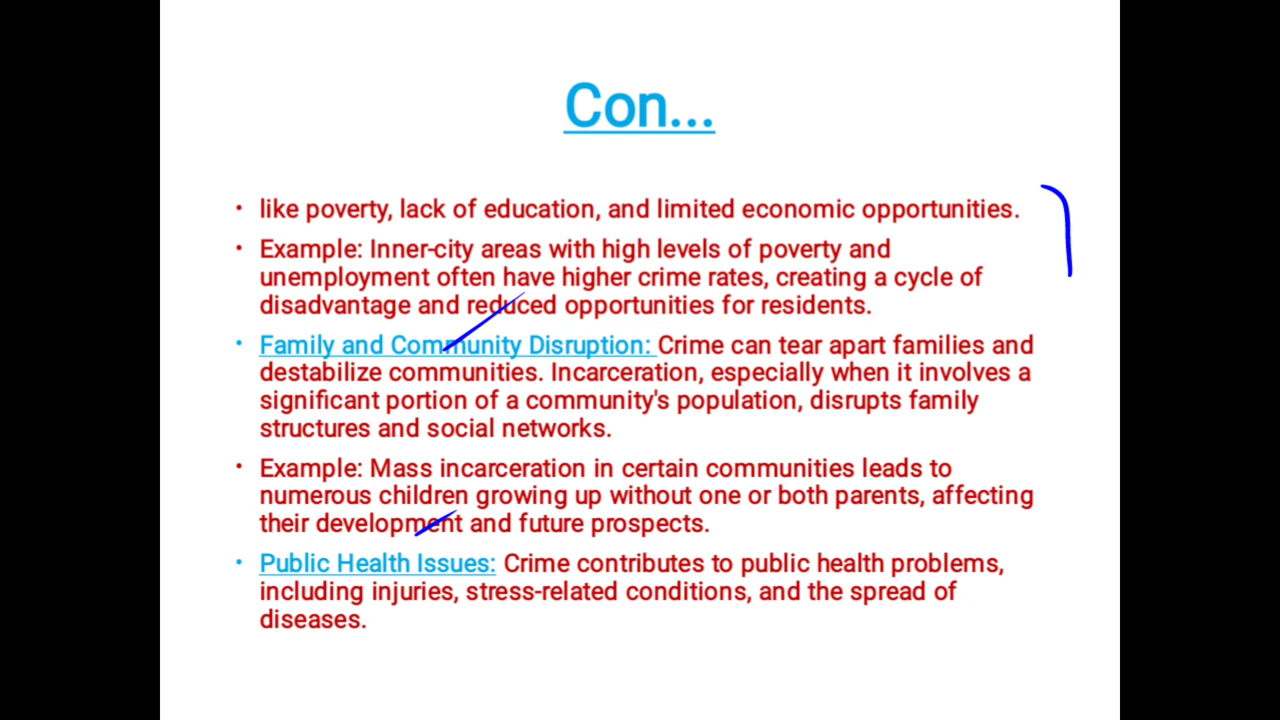 Con...
• like poverty, lack of education, and limited economic opportunities.
• Example: Inner-city areas with high levels of poverty and
unemployment often have higher crime rates, creating a cycle of
disadvantage and reduced opportunities for residents.
• Family and Community Disruption: Crime can tear apart families and
destabilize communities. Incarceration, especially when it involves a
significant portion of a community's population, disrupts family
structures and social networks.
• Example: Mass incarceration in certain communities leads to
numerous children growing up without one or both parents, affecting
their development and future prospects.
• Public Health Issues: Crime contributes to public health problems,
including injuries, stress-related conditions, and the spread of
diseases.